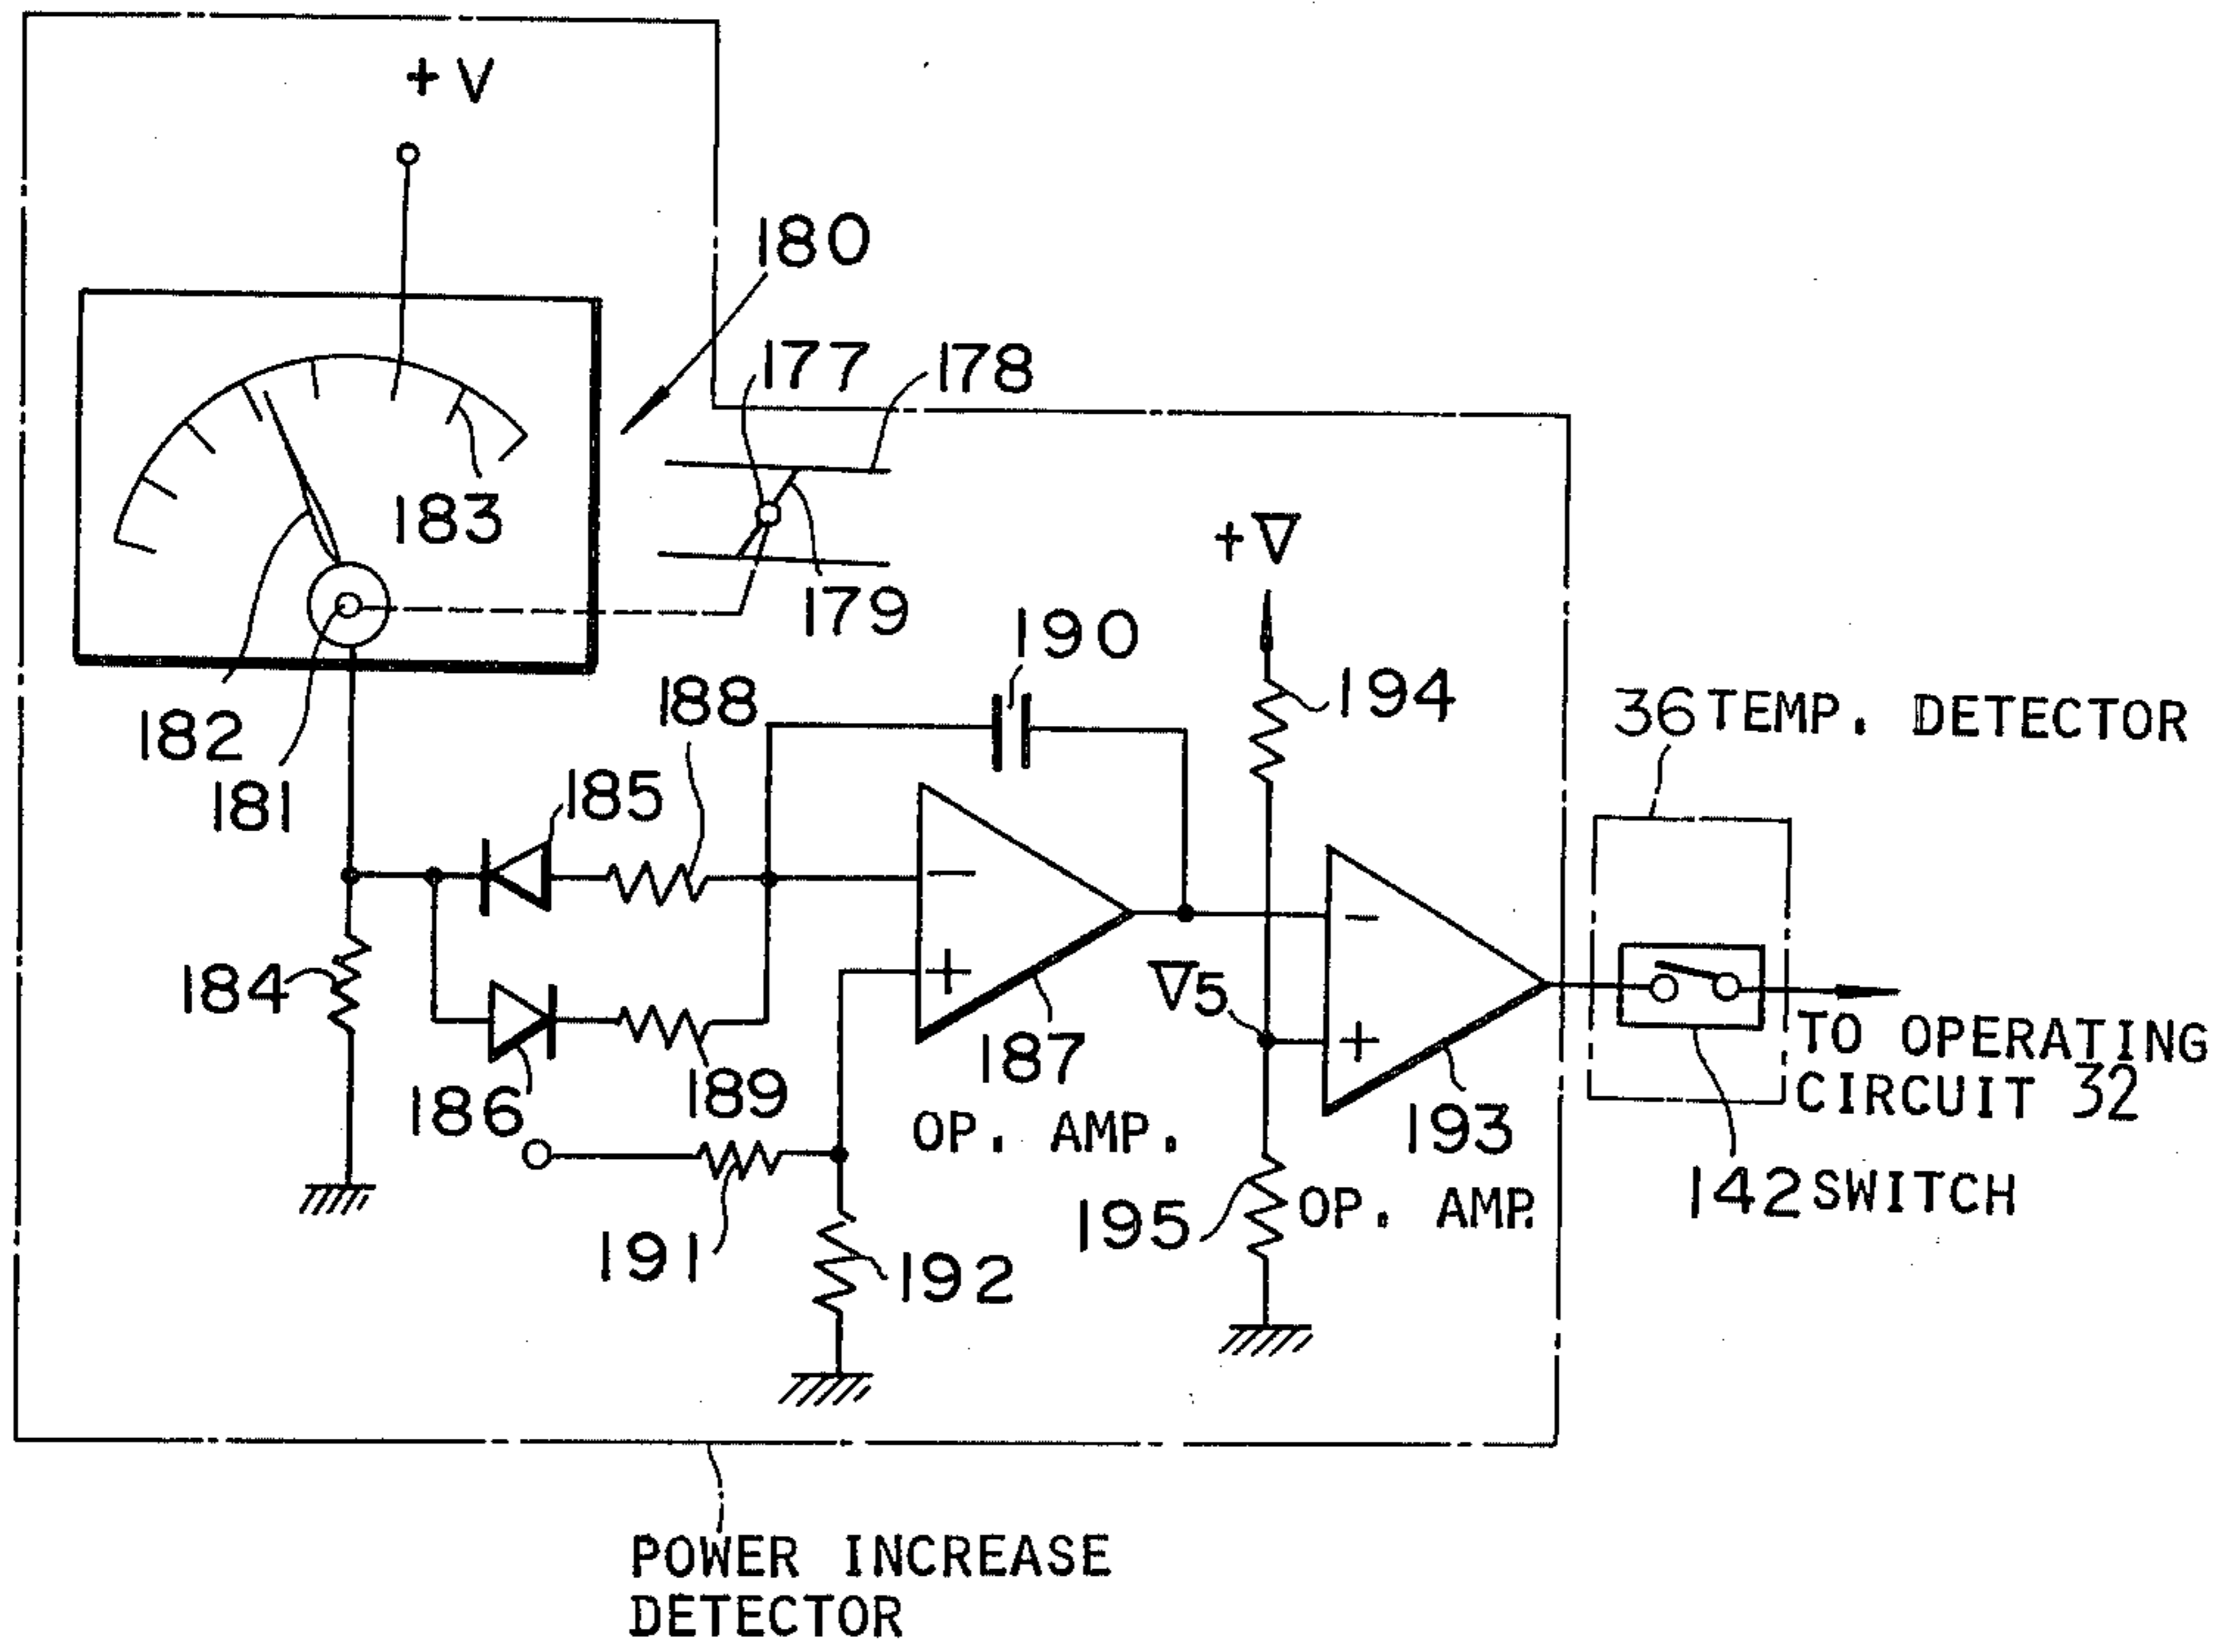 +V
180
177
178
183
179
+V
190
188
194
36 TEMP. DETECTOR
182
181
185
−
−
184
+
V5
+
187
TO OPERATING
CIRCUIT 32
186
189
OP. AMP.
193
142 SWITCH
195
OP. AMP.
191
192
POWER INCREASE
DETECTOR